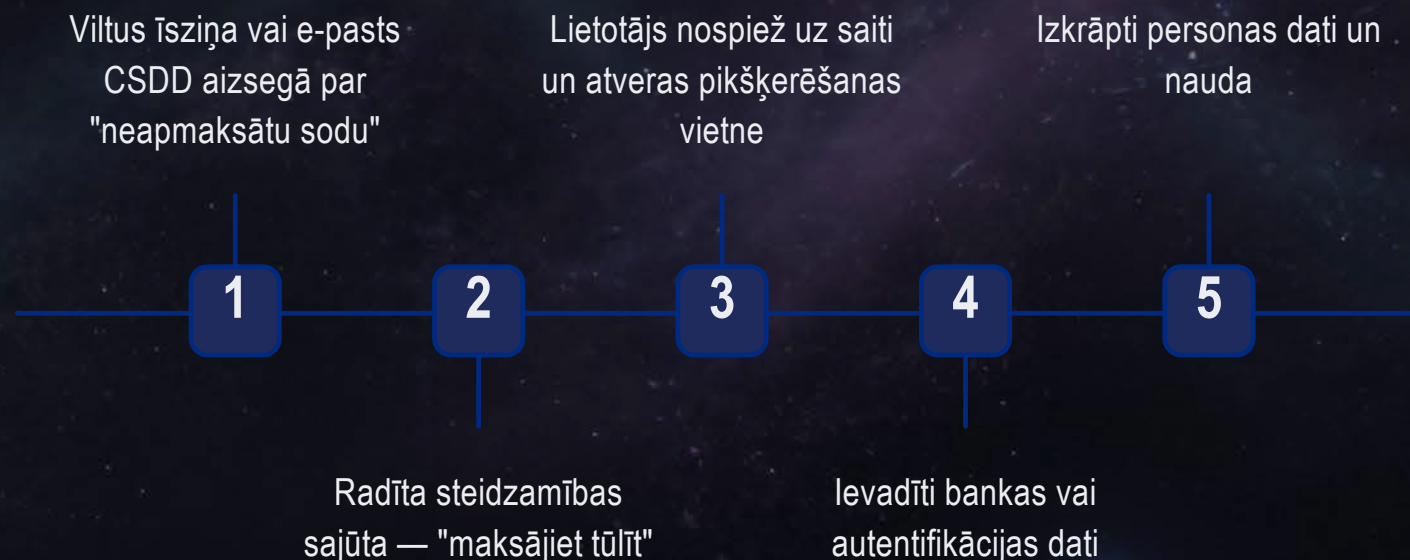 Viltus īsziņa vai e-pasts
CSDD aizsegā par
"neapmaksātu sodu"
Lietotājs nospiež uz saiti
un atveras pikšķerēšanas
vietne
Izkrāpti personas dati un
nauda
1
2
3
4
5
Radīta steidzamības
sajūta — "maksājiet tūlīt"
Ievadīti bankas vai
autentifikācijas dati